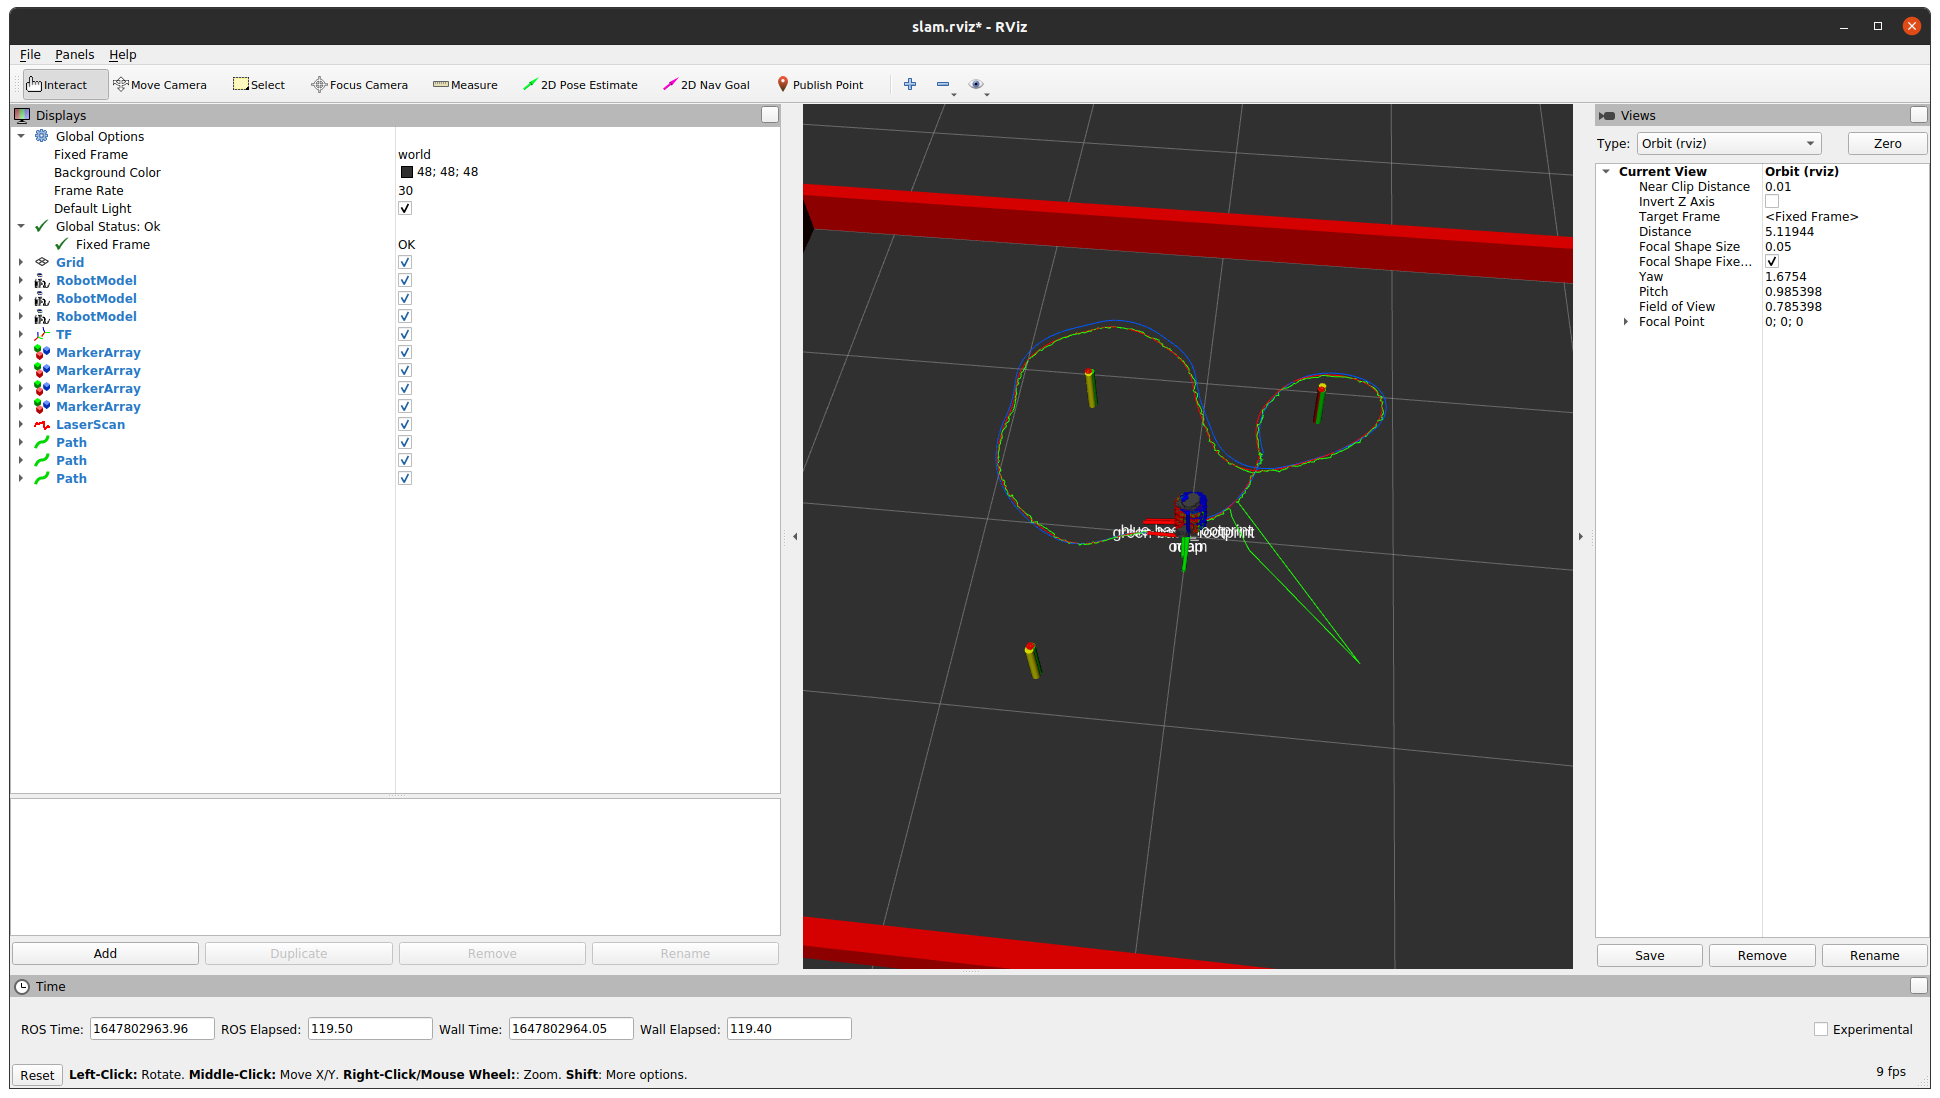 slam.rviz* - RViz
File Panels Help
Interact Move Camera Select Focus Camera Measure 2D Pose Estimate 2D Nav Goal Publish Point
Displays
Global Options
Fixed Frame world
Background Color 48; 48; 48
Frame Rate 30
Default Light
Global Status: Ok
Fixed Frame OK
Grid
RobotModel
RobotModel
RobotModel
TF
MarkerArray
MarkerArray
MarkerArray
MarkerArray
LaserScan
Path
Path
Path
Add Duplicate Remove Rename
Views
Type: Orbit (rviz) Zero
Current View Orbit (rviz)
Near Clip Distance 0.01
Invert Z Axis
Target Frame <Fixed Frame>
Distance 5.11944
Focal Shape Size 0.05
Focal Shape Fixe...
Yaw 1.6754
Pitch 0.985398
Field of View 0.785398
Focal Point 0; 0; 0
Save Remove Rename
Time
ROS Time: 1647802963.96 ROS Elapsed: 119.50 Wall Time: 1647802964.05 Wall Elapsed: 119.40 Experimental
Reset Left-Click: Rotate. Middle-Click: Move X/Y. Right-Click/Mouse Wheel:: Zoom. Shift: More options. 9 fps